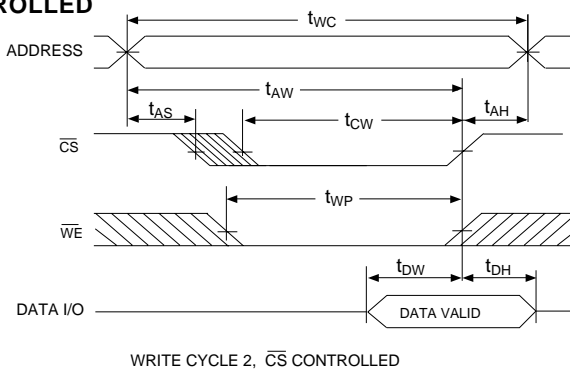 ROLLED
tWC
ADDRESS
tAW
tAS
tCW
tAH
CS
tWP
WE
tDW
tDH
DATA I/O
DATA VALID
WRITE CYCLE 2, CS CONTROLLED